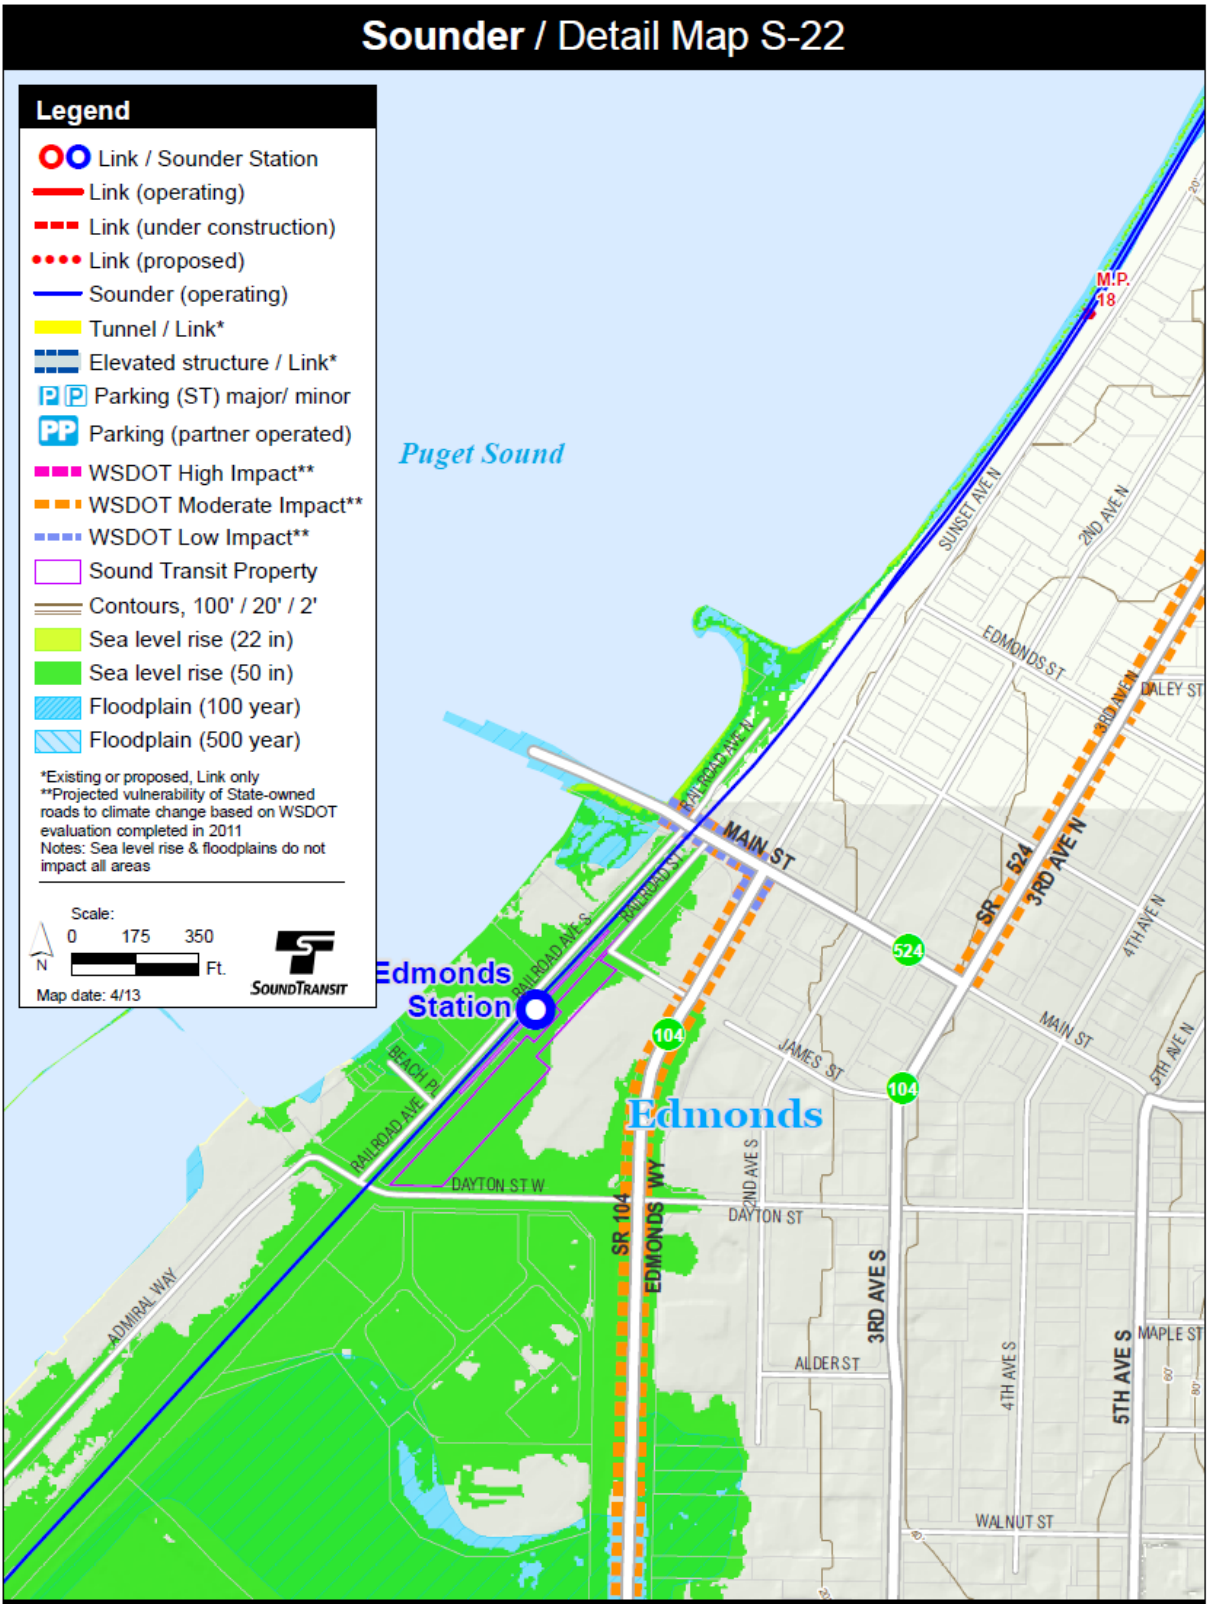 Sounder / Detail Map S-22
Legend
Link / Sounder Station
Link (operating)
Link (under construction)
Link (proposed)
Sounder (operating)
Tunnel / Link*
Elevated structure / Link*
P P Parking (ST) major/ minor
PP Parking (partner operated)
WSDOT High Impact**
WSDOT Moderate Impact**
WSDOT Low Impact**
Sound Transit Property
Contours, 100' / 20' / 2'
Sea level rise (22 in)
Sea level rise (50 in)
Floodplain (100 year)
Floodplain (500 year)
*Existing or proposed, Link only
**Projected vulnerability of State-owned
roads to climate change based on WSDOT
evaluation completed in 2011
Notes: Sea level rise & floodplains do not
impact all areas
Scale:
0 175 350
Ft.
N
Map date: 4/13
SOUNDTRANSIT
Puget Sound
20'
M.P.
18
SUNSET AVE N
2ND AVE N
EDMONDS ST
3RD AVE N
DALEY ST
RAILROAD AVE N
MAIN ST
RAILROAD ST
SR 524
3RD AVE N
4TH AVE N
524
RAILROAD AVE S
Edmonds
Station
104
MAIN ST
5TH AVE N
JAMES ST
104
BEACH PL
Edmonds
RAILROAD AVE
2ND AVE S
DAYTON ST W
DAYTON ST
SR 104
EDMONDS WY
3RD AVE S
ADMIRAL WAY
ALDER ST
4TH AVE S
5TH AVE S
MAPLE ST
60'
80'
WALNUT ST
40'
20'